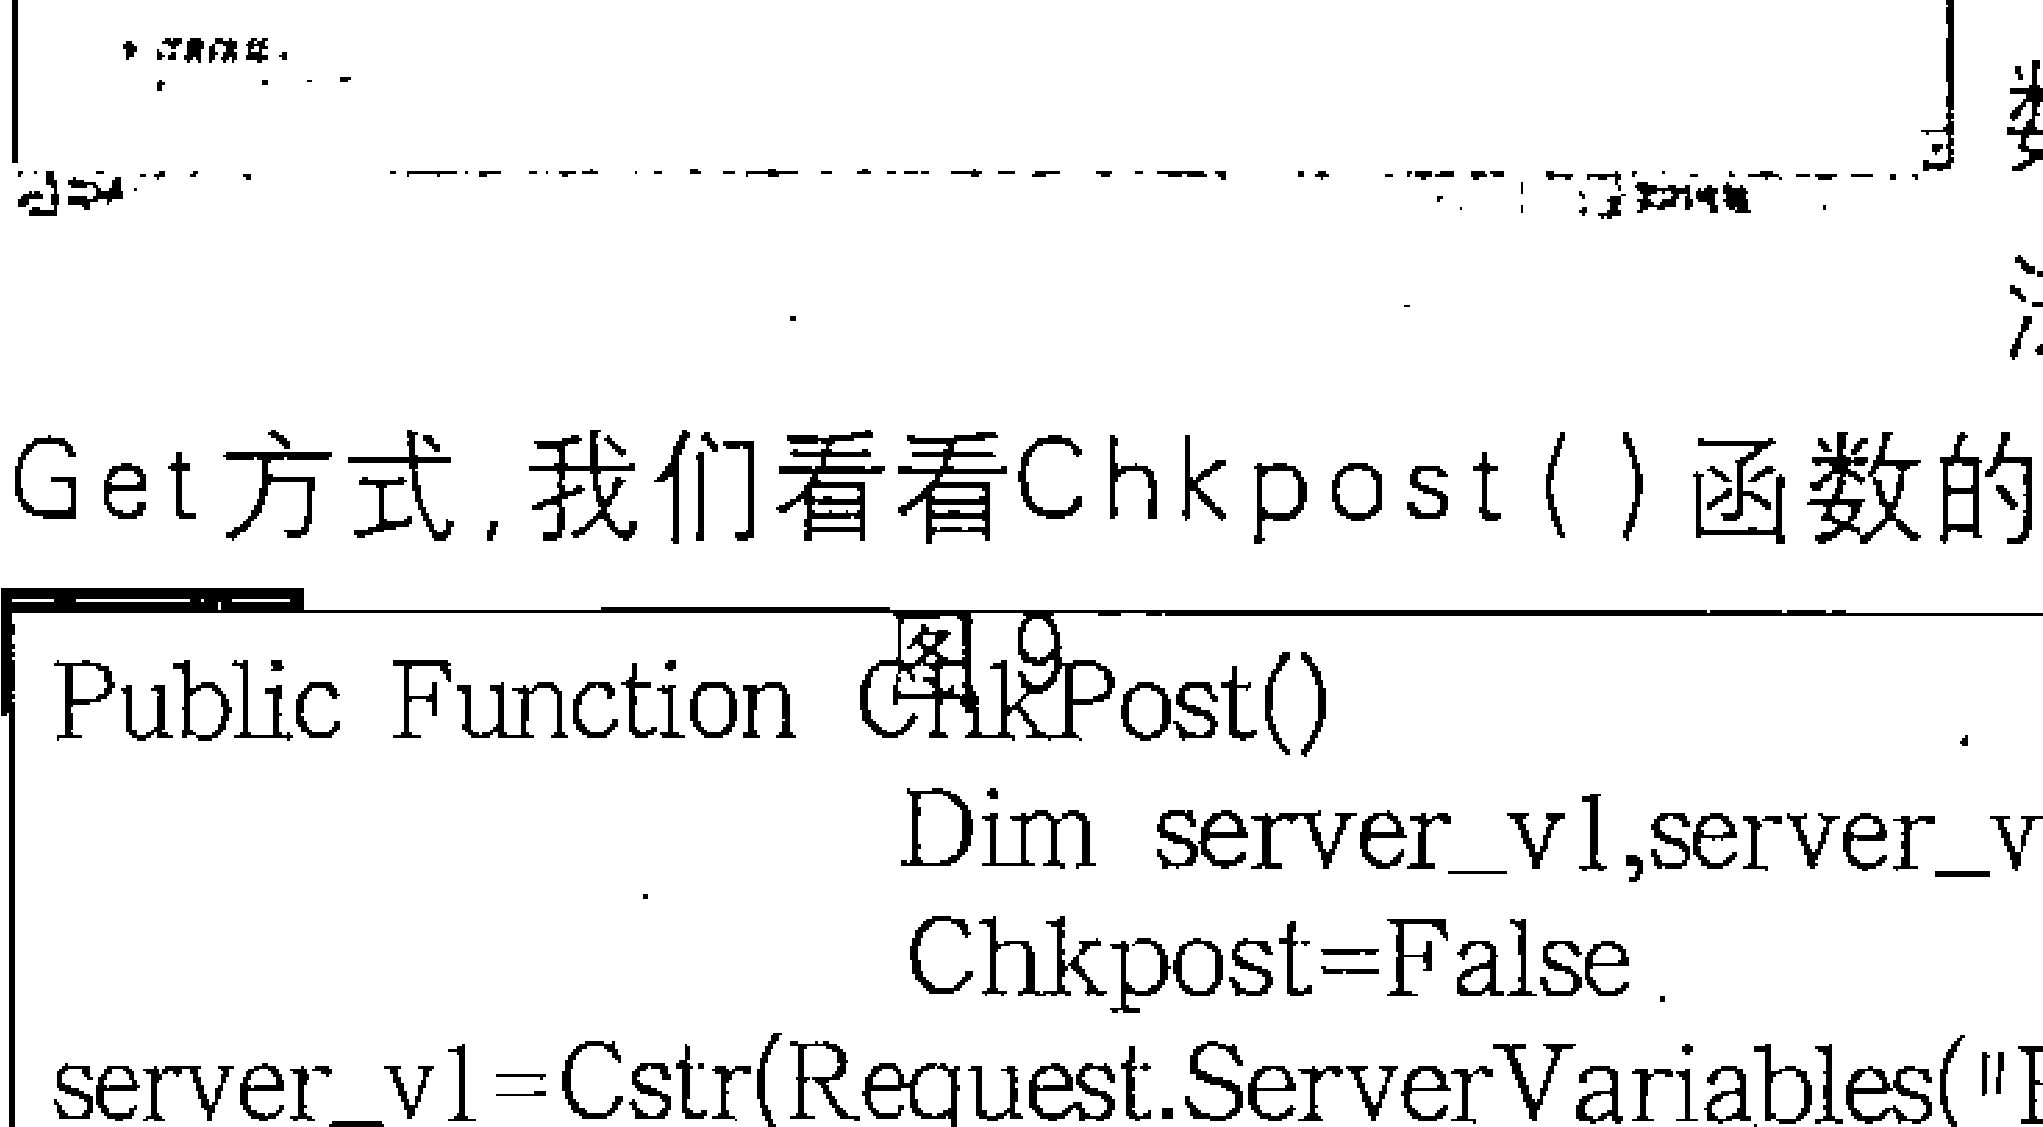 Get方式,我们看看Chkpost()函数的
图 9
Public Function ChkPost()
Dim server_v1,server_v
Chkpost=False
server_v1=Cstr(Request.ServerVariables("